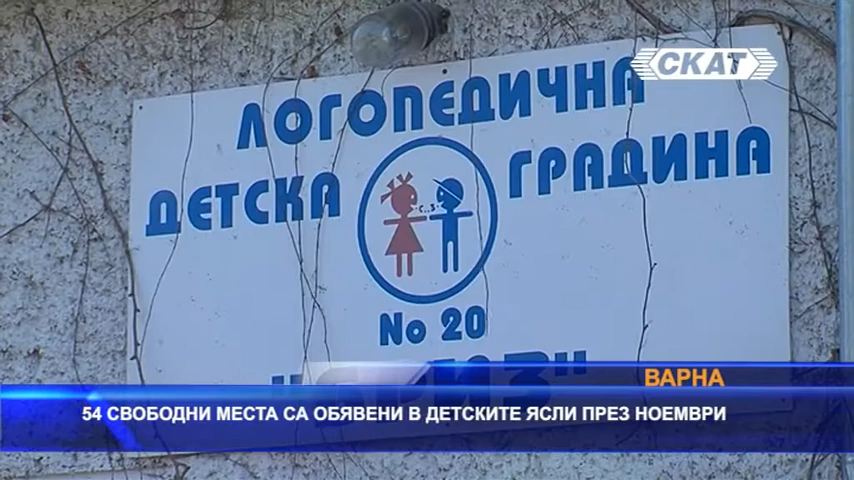 СКАТ
ЛОГОПЕДИЧНА
ДЕТСКА ГРАДИНА
с...з
No 20
ВАРНА
54 СВОБОДНИ МЕСТА СА ОБЯВЕНИ В ДЕТСКИТЕ ЯСЛИ ПРЕЗ НОЕМВРИ